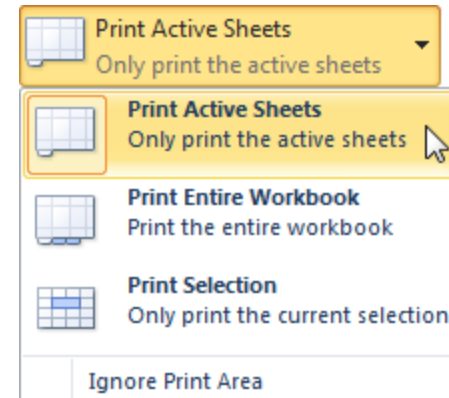 Print Active Sheets
Only print the active sheets
Print Active Sheets
Only print the active sheets
Print Entire Workbook
Print the entire workbook
Print Selection
Only print the current selection
Ignore Print Area